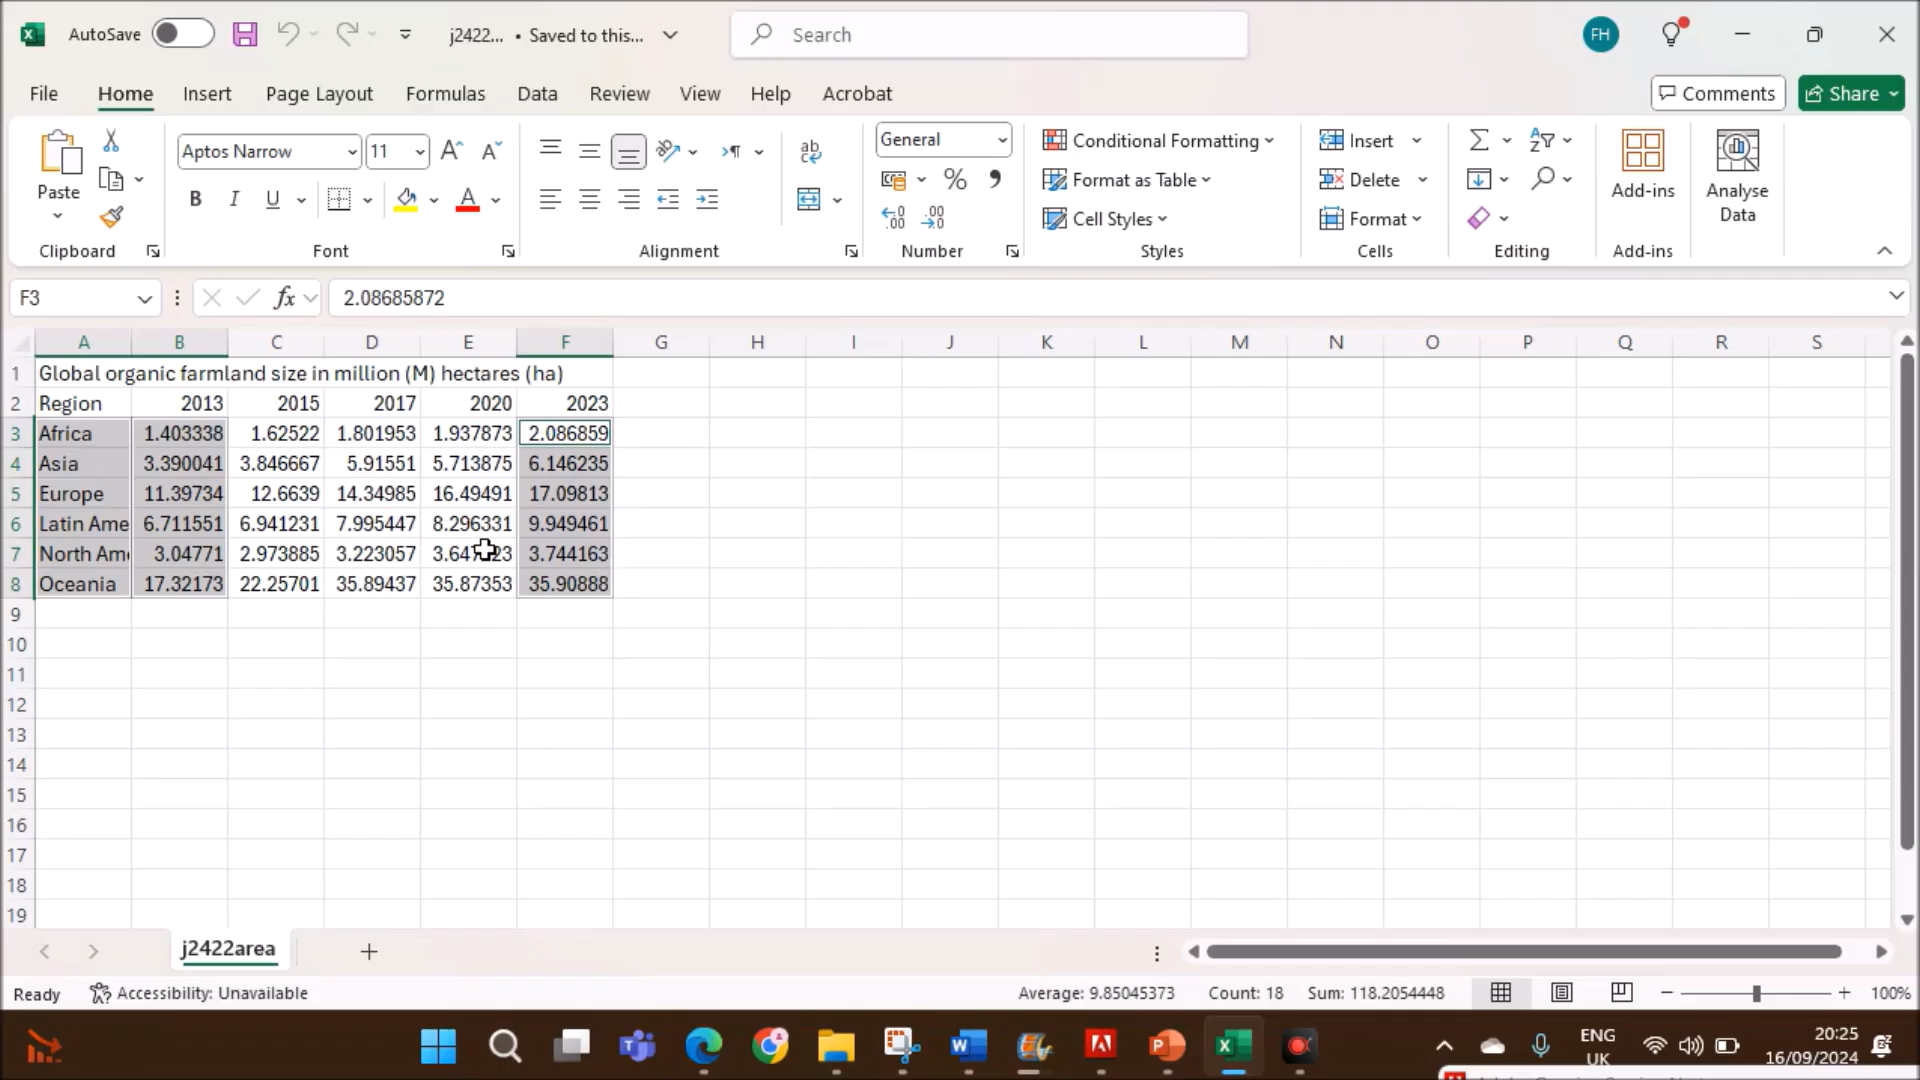 AutoSave j2422... • Saved to this... Search FH
File Home Insert Page Layout Formulas Data Review View Help Acrobat Comments Share
Paste Aptos Narrow 11 General Conditional Formatting Insert Add-ins Analyse Data
B I U Format as Table Delete
Cell Styles Format
Clipboard Font Alignment Number Styles Cells Editing Add-ins
F3 fx 2.08685872
A B C D E F G H I J K L M N O P Q R S
1 Global organic farmland size in million (M) hectares (ha)
2 Region 2013 2015 2017 2020 2023
3 Africa 1.403338 1.62522 1.801953 1.937873 2.086859
4 Asia 3.390041 3.846667 5.91551 5.713875 6.146235
5 Europe 11.39734 12.6639 14.34985 16.49491 17.09813
6 Latin Ame 6.711551 6.941231 7.995447 8.296331 9.949461
7 North Am 3.04771 2.973885 3.223057 3.744163
8 Oceania 17.32173 22.25701 35.89437 35.87353 35.90888
9
10
11
12
13
14
15
16
17
18
19
j2422area
Ready Accessibility: Unavailable Average: 9.85045373 Count: 18 Sum: 118.2054448 100%
ENG 20:25
UK 16/09/2024